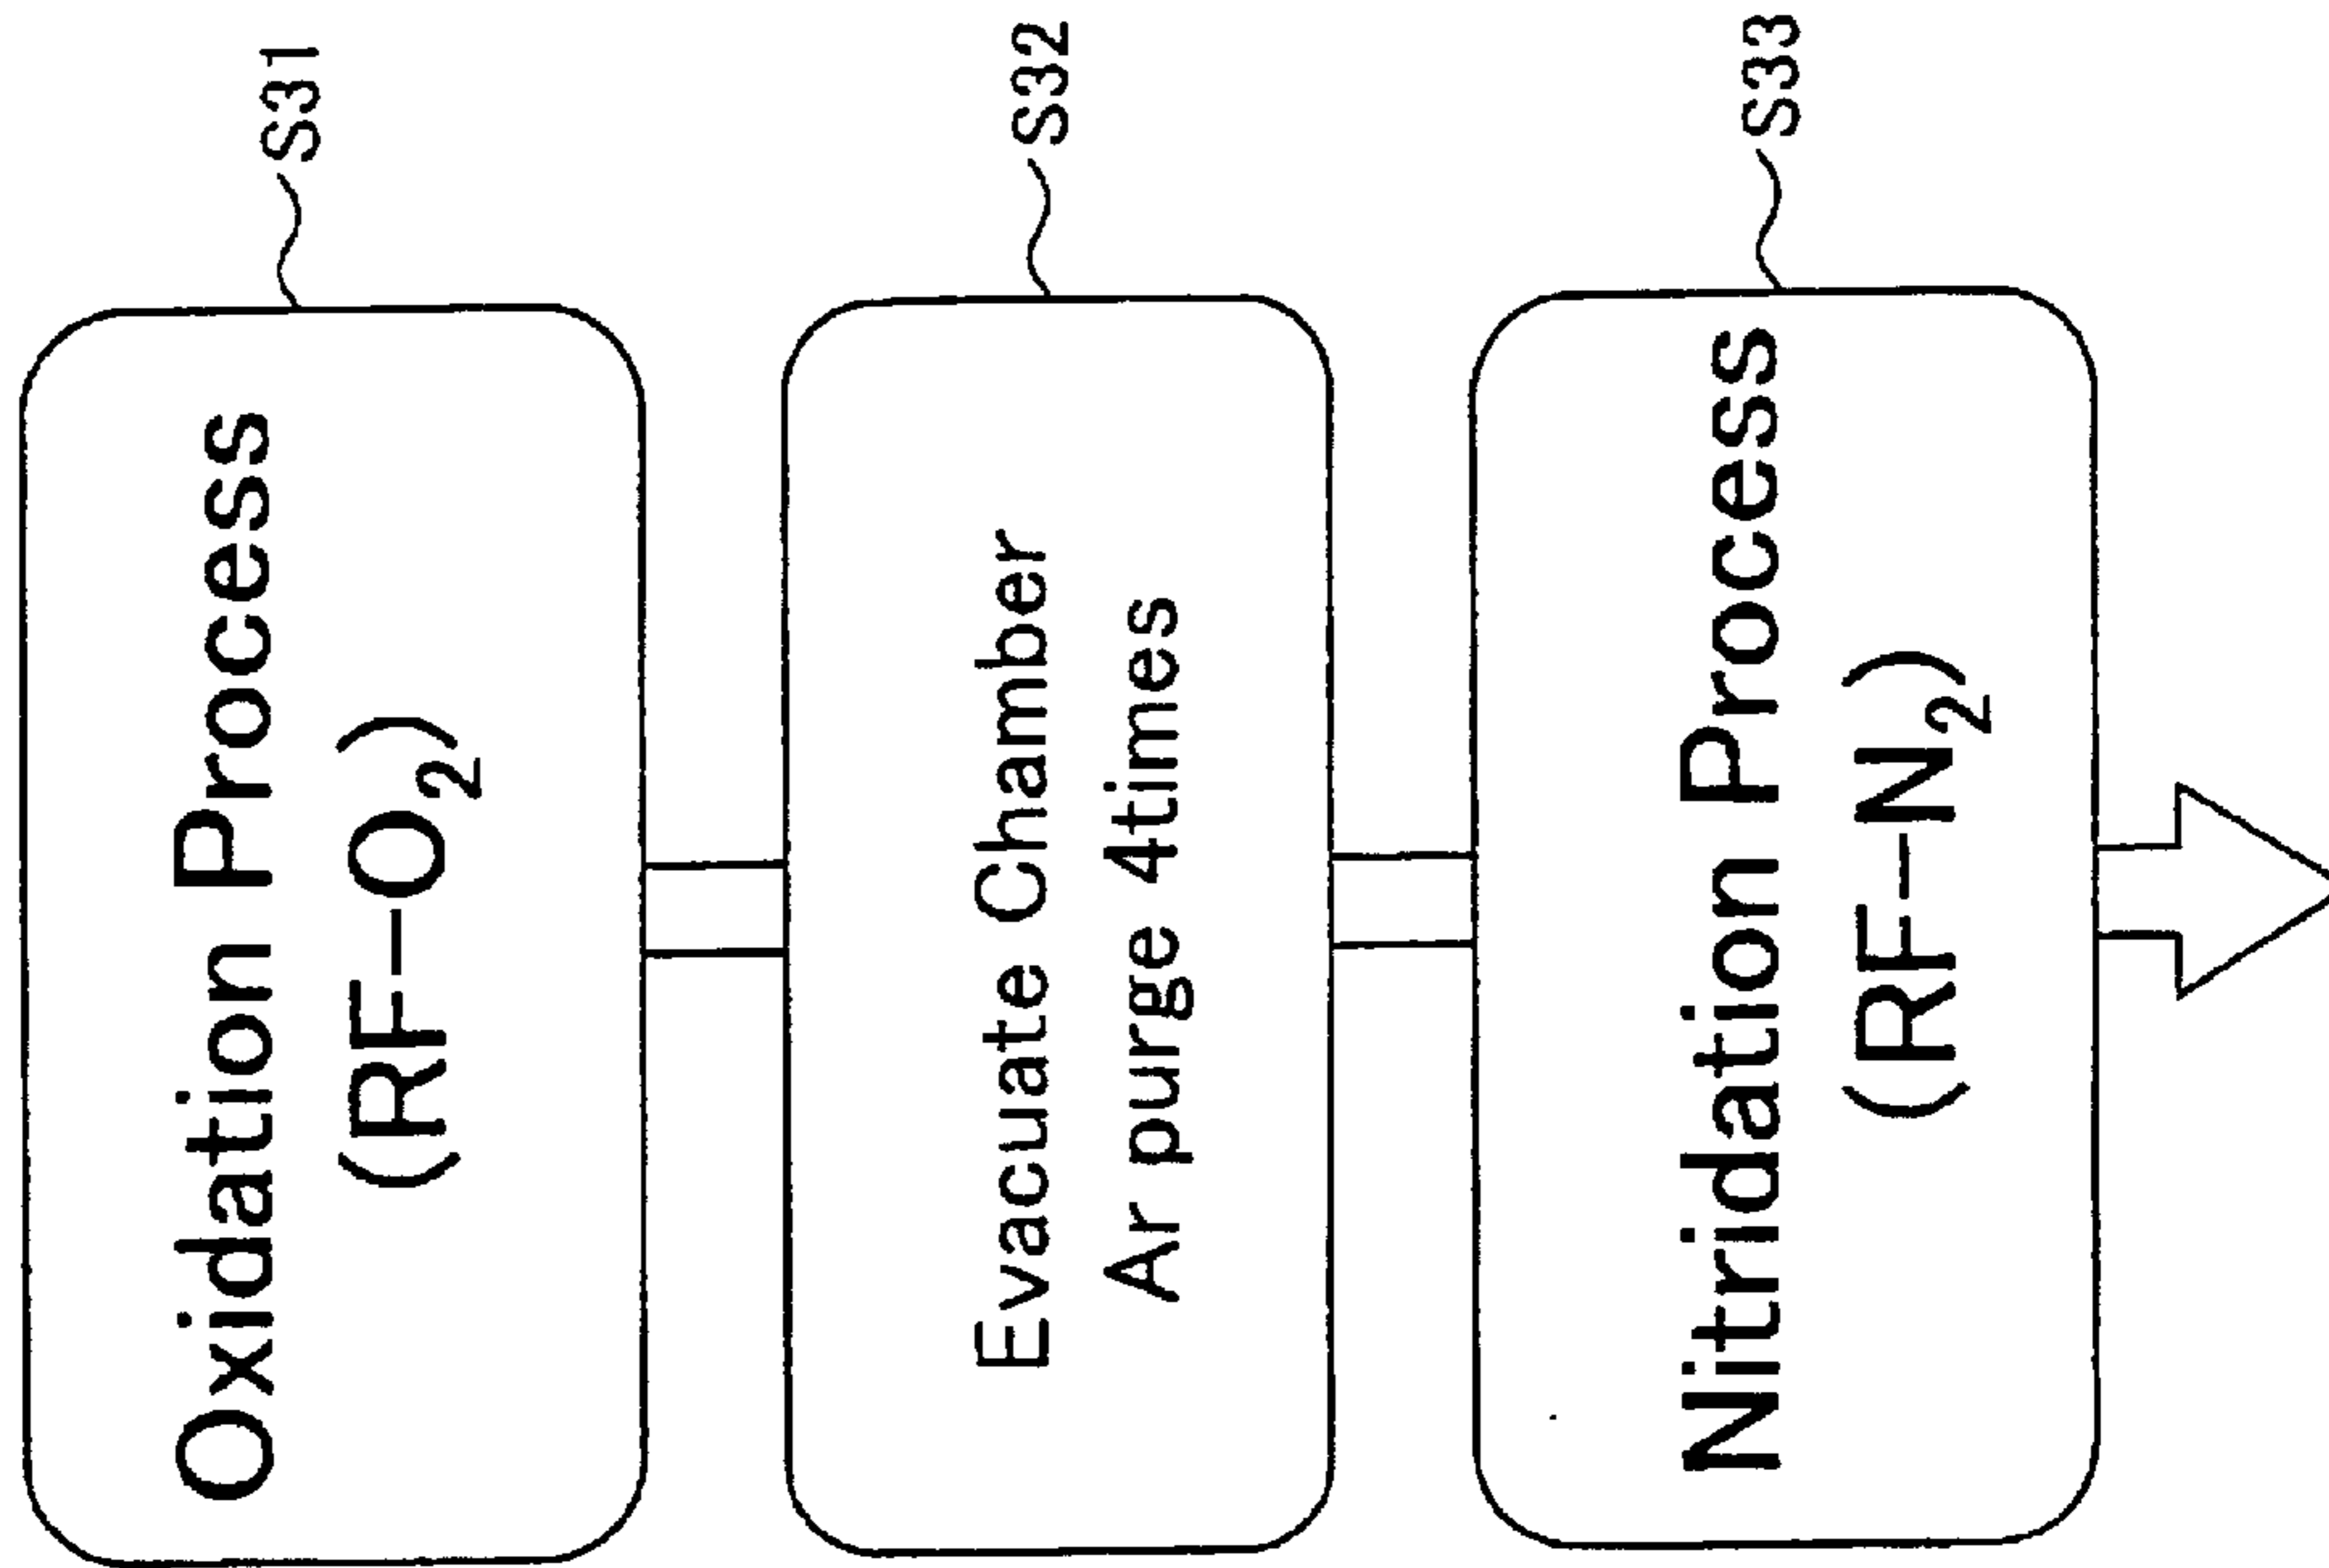 Oxidation Process
(RF-O₂)
S31
Evacuate Chamber
Ar purge 4times
S32
Nitridation Process
(RF-N₂)
S33